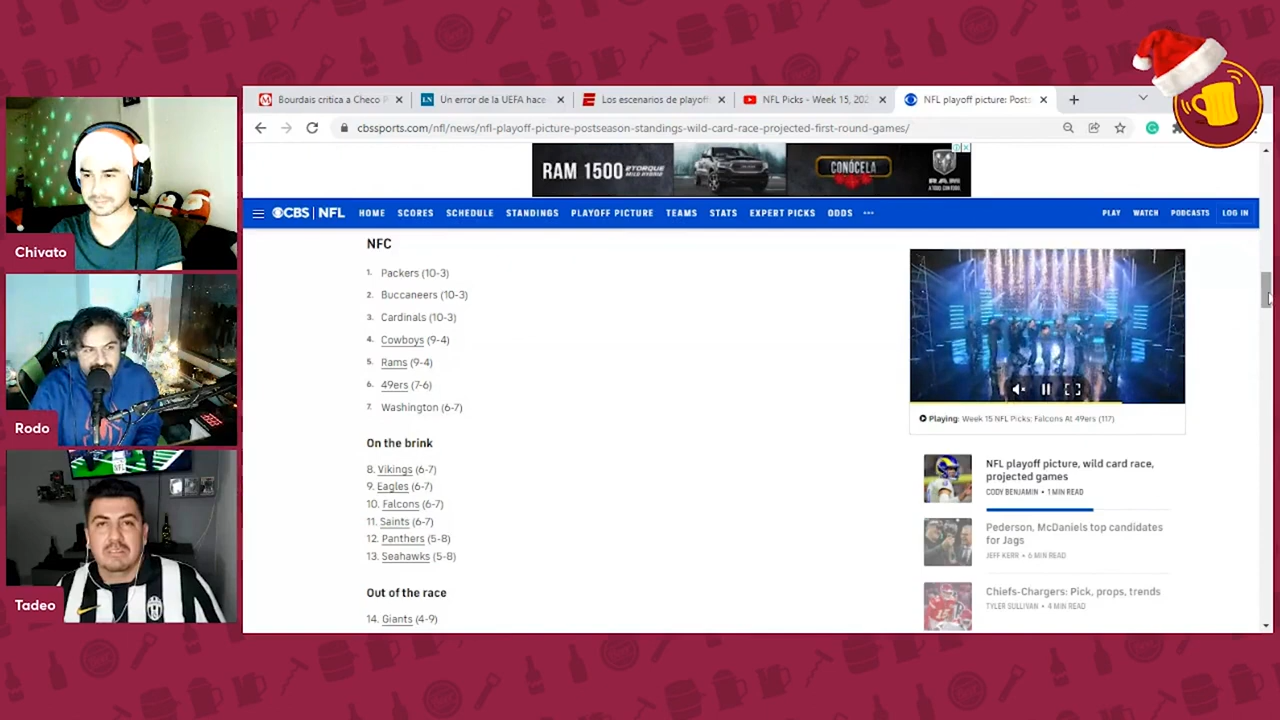 Bourdais critica a Checo P
Un error de la UEFA hace
Los escenarios de playoff
NFL Picks - Week 15, 202
NFL playoff picture: Posts
cbssports.com/nfl/news/nfl-playoff-picture-postseason-standings-wild-card-race-projected-first-round-games/
RAM 1500
CONÓCELA
RAM
CBS | NFL HOME SCORES SCHEDULE STANDINGS PLAYOFF PICTURE TEAMS STATS EXPERT PICKS ODDS ••• PLAY WATCH PODCASTS LOG IN
NFC
1. Packers (10-3)
2. Buccaneers (10-3)
3. Cardinals (10-3)
4. Cowboys (9-4)
5. Rams (9-4)
6. 49ers (7-6)
7. Washington (6-7)
On the brink
8. Vikings (6-7)
9. Eagles (6-7)
10. Falcons (6-7)
11. Saints (6-7)
12. Panthers (5-8)
13. Seahawks (5-8)
Out of the race
14. Giants (4-9)
Playing: Week 15 NFL Picks: Falcons At 49ers (117)
NFL playoff picture, wild card race,
projected games
CODY BENJAMIN • 1 MIN READ
Pederson, McDaniels top candidates
for Jags
JEFF KERR • 6 MIN READ
Chiefs-Chargers: Pick, props, trends
TYLER SULLIVAN • 4 MIN READ
Chivato
Rodo
Tadeo